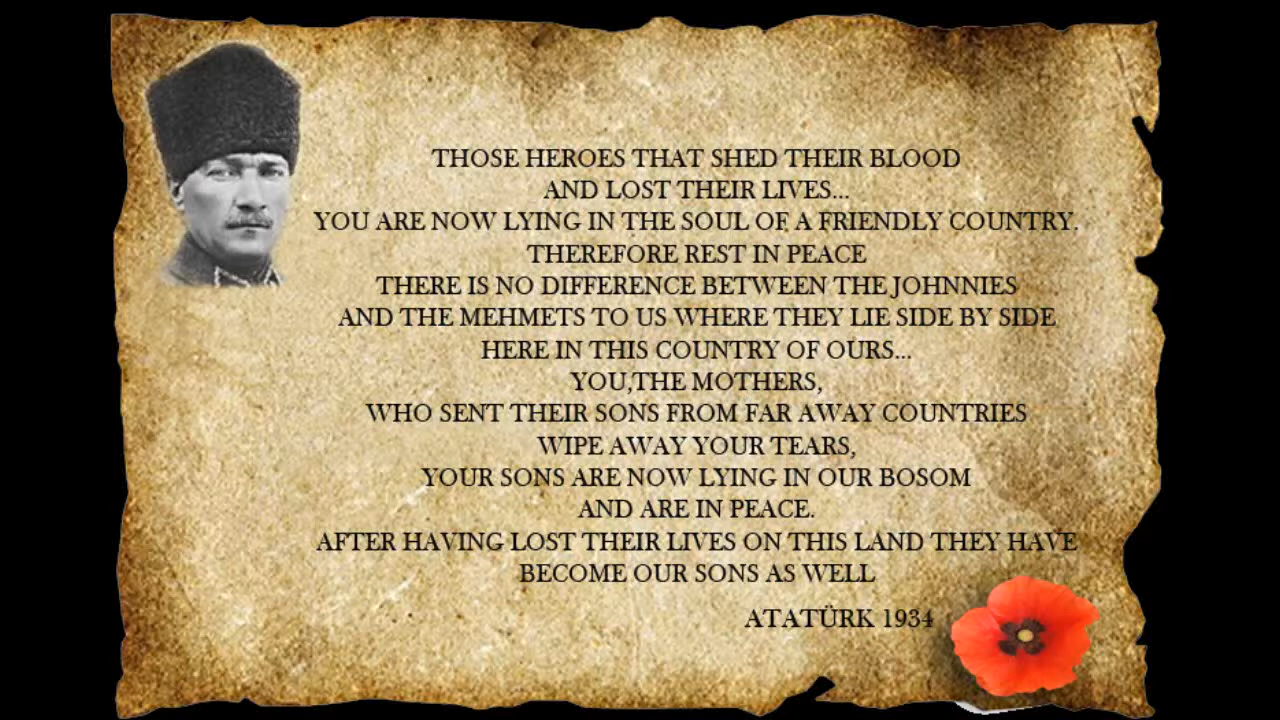 THOSE HEROES THAT SHED THEIR BLOOD
AND LOST THEIR LIVES...
YOU ARE NOW LYING IN THE SOUL OF A FRIENDLY COUNTRY.
THEREFORE REST IN PEACE
THERE IS NO DIFFERENCE BETWEEN THE JOHNNIES
AND THE MEHMETS TO US WHERE THEY LIE SIDE BY SIDE
HERE IN THIS COUNTRY OF OURS...
YOU,THE MOTHERS,
WHO SENT THEIR SONS FROM FAR AWAY COUNTRIES
WIPE AWAY YOUR TEARS,
YOUR SONS ARE NOW LYING IN OUR BOSOM
AND ARE IN PEACE.
AFTER HAVING LOST THEIR LIVES ON THIS LAND THEY HAVE
BECOME OUR SONS AS WELL
ATATÜRK 1934